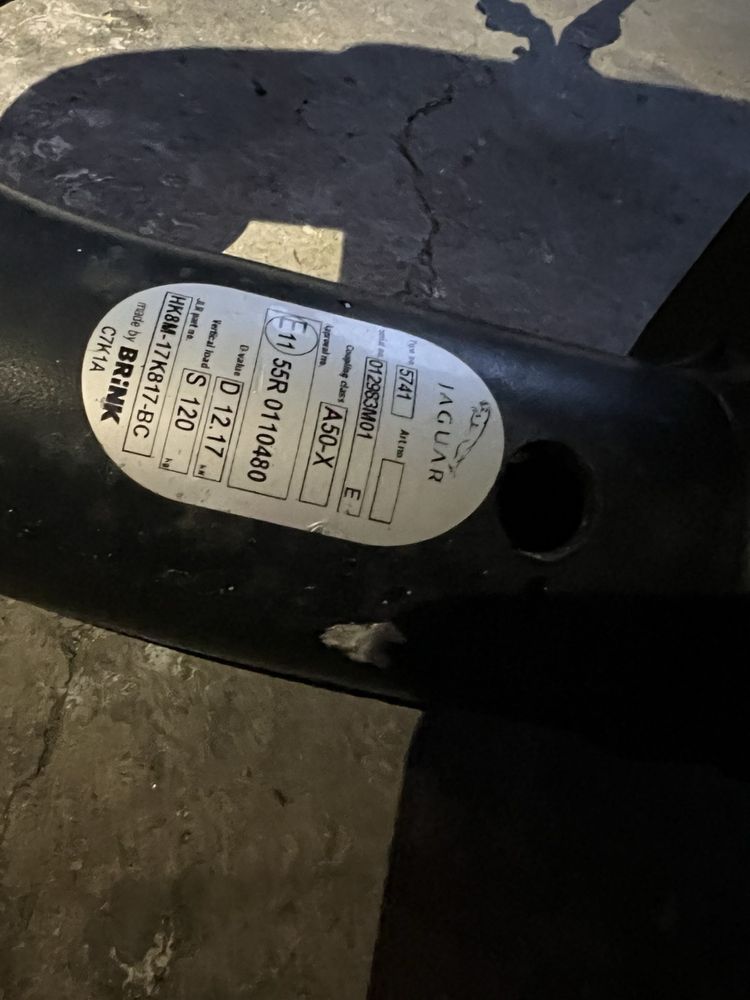 JAGUAR
Type no. 5741 Art. no.
serial no. 012983M01
Coupling class A50-X E
Approval no.
E11 55R 0110480
D value D 12.17 kN
Vertical load S 120 kg
JLR part no.
HK8M-17K817-BC
made by BRiNK
C7K1A